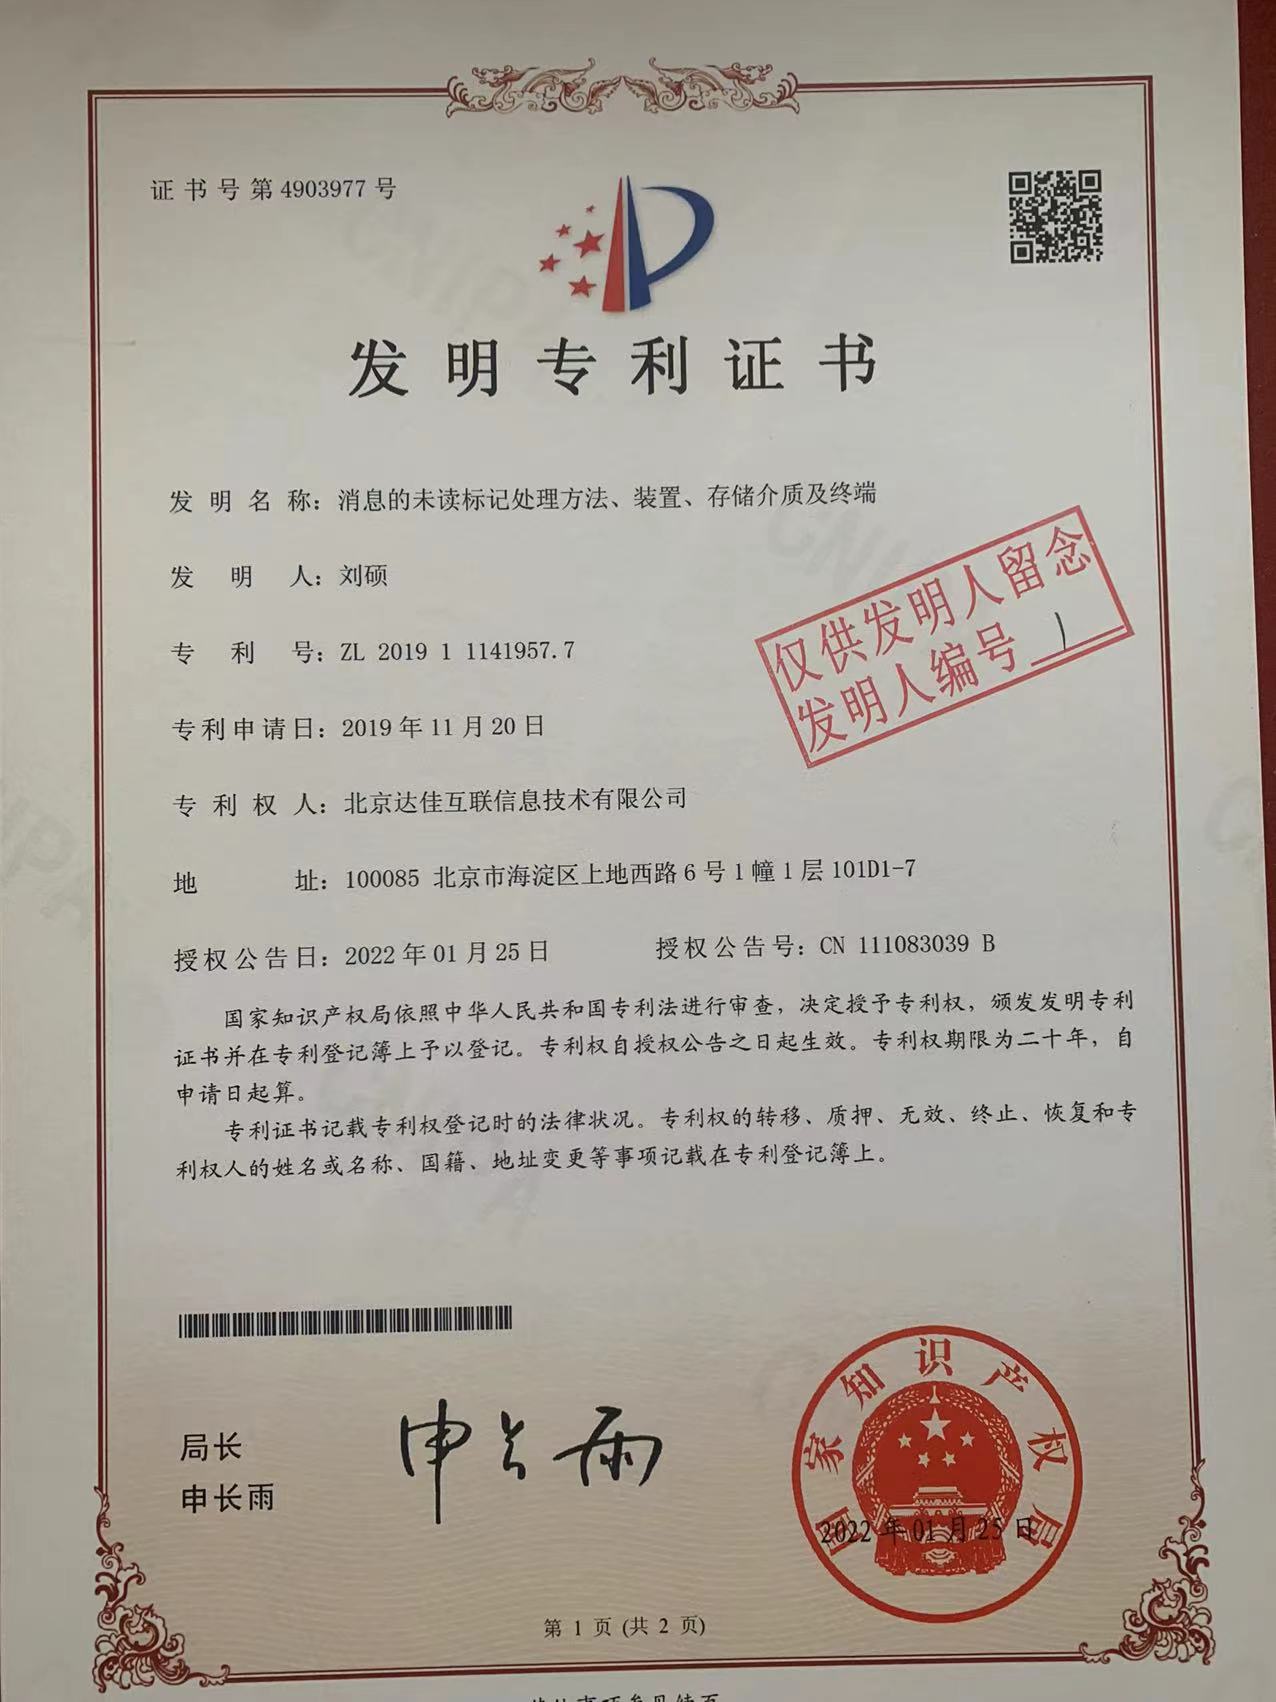 证书号第4903977号
发明专利证书
发明名称：消息的未读标记处理方法、装置、存储介质及终端
发明人：刘硕
仅供发明人留念
发明人编号 1
专利号：ZL 2019 1 1141957.7
专利申请日：2019年11月20日
专利权人：北京达佳互联信息技术有限公司
地址：100085 北京市海淀区上地西路6号1幢1层101D1-7
授权公告日：2022年01月25日 授权公告号：CN 111083039 B
国家知识产权局依照中华人民共和国专利法进行审查，决定授予专利权，颁发发明专利
证书并在专利登记簿上予以登记。专利权自授权公告之日起生效。专利权期限为二十年，自
申请日起算。
专利证书记载专利权登记时的法律状况。专利权的转移、质押、无效、终止、恢复和专
利权人的姓名或名称、国籍、地址变更等事项记载在专利登记簿上。
局长
申长雨
申长雨
国家知识产权局
2022年01月25日
第 1 页 (共 2 页)